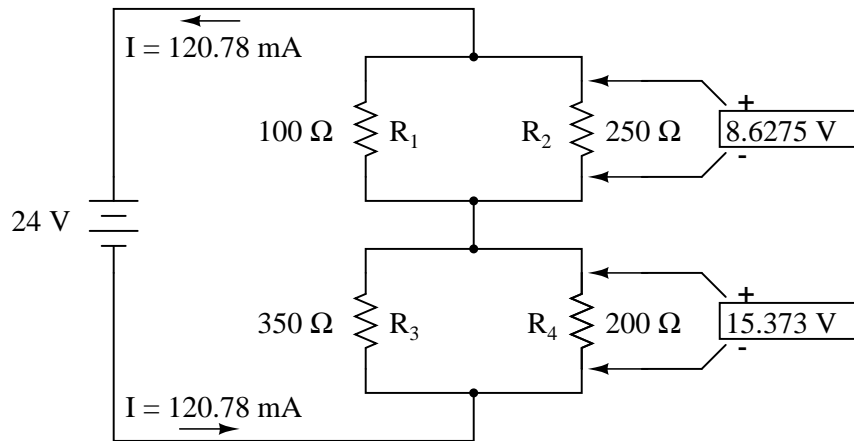 I = 120.78 mA
100 Ω R₁ R₂ 250 Ω
+
8.6275 V
-
24 V
350 Ω R₃ R₄ 200 Ω
+
15.373 V
-
I = 120.78 mA